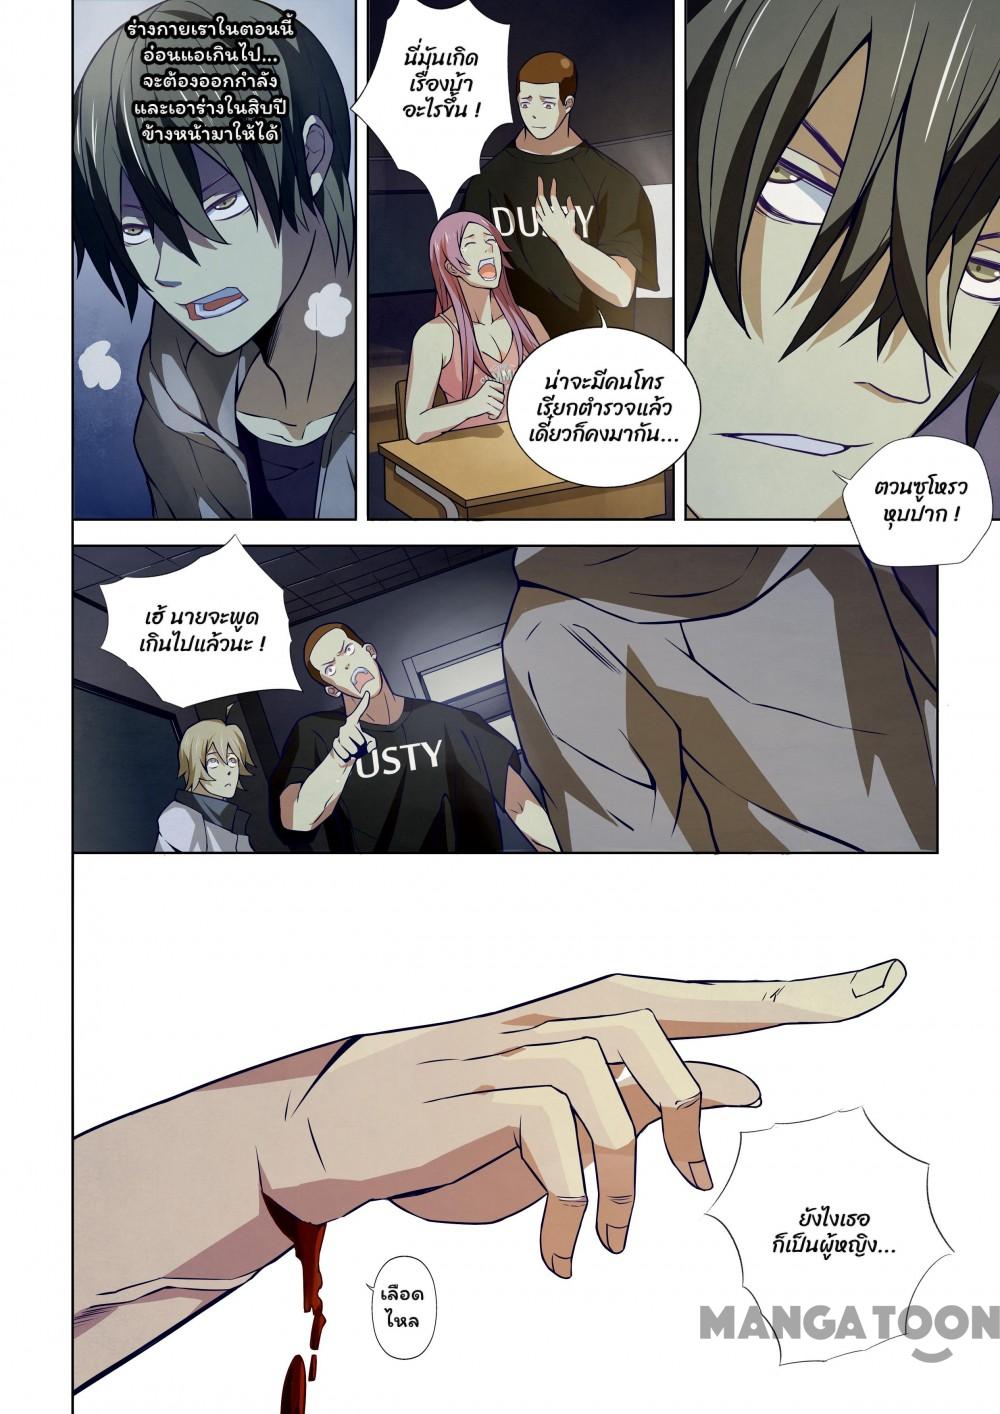 ร่างกายเราในตอนนี้
อ่อนแอเกินไป...
จะต้องออกกำลัง
และเอาร่างในสิบปี
ข้างหน้ามาให้ได้
นี่มันเกิด
เรื่องบ้า
อะไรขึ้น !
DUSTY
น่าจะมีคนโทร
เรียกตำรวจแล้ว
เดี๋ยวก็คงมากัน...
ตวนซูโหรว
หุบปาก !
เฮ้ นายจะพูด
เกินไปแล้วนะ !
DUSTY
ยังไงเธอ
ก็เป็นผู้หญิง...
เลือด
ไหล
MANGATOON